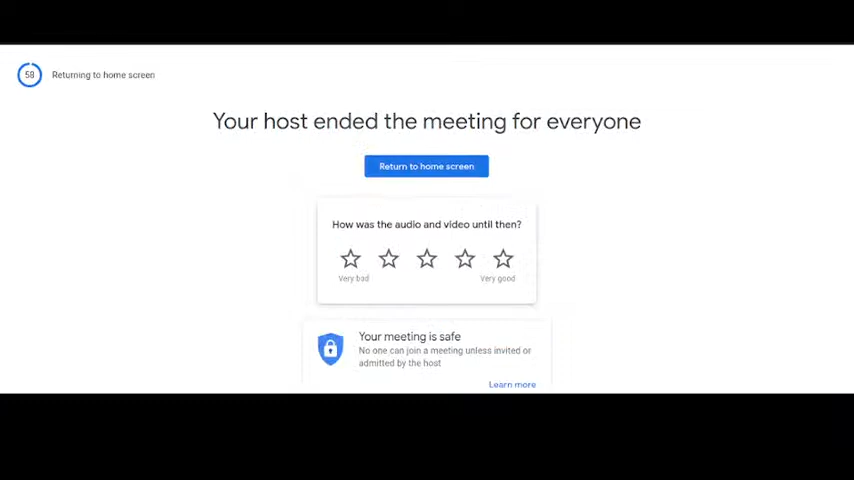 58
Returning to home screen
Your host ended the meeting for everyone
Return to home screen
How was the audio and video until then?
Very bad
Very good
Your meeting is safe
No one can join a meeting unless invited or
admitted by the host
Learn more